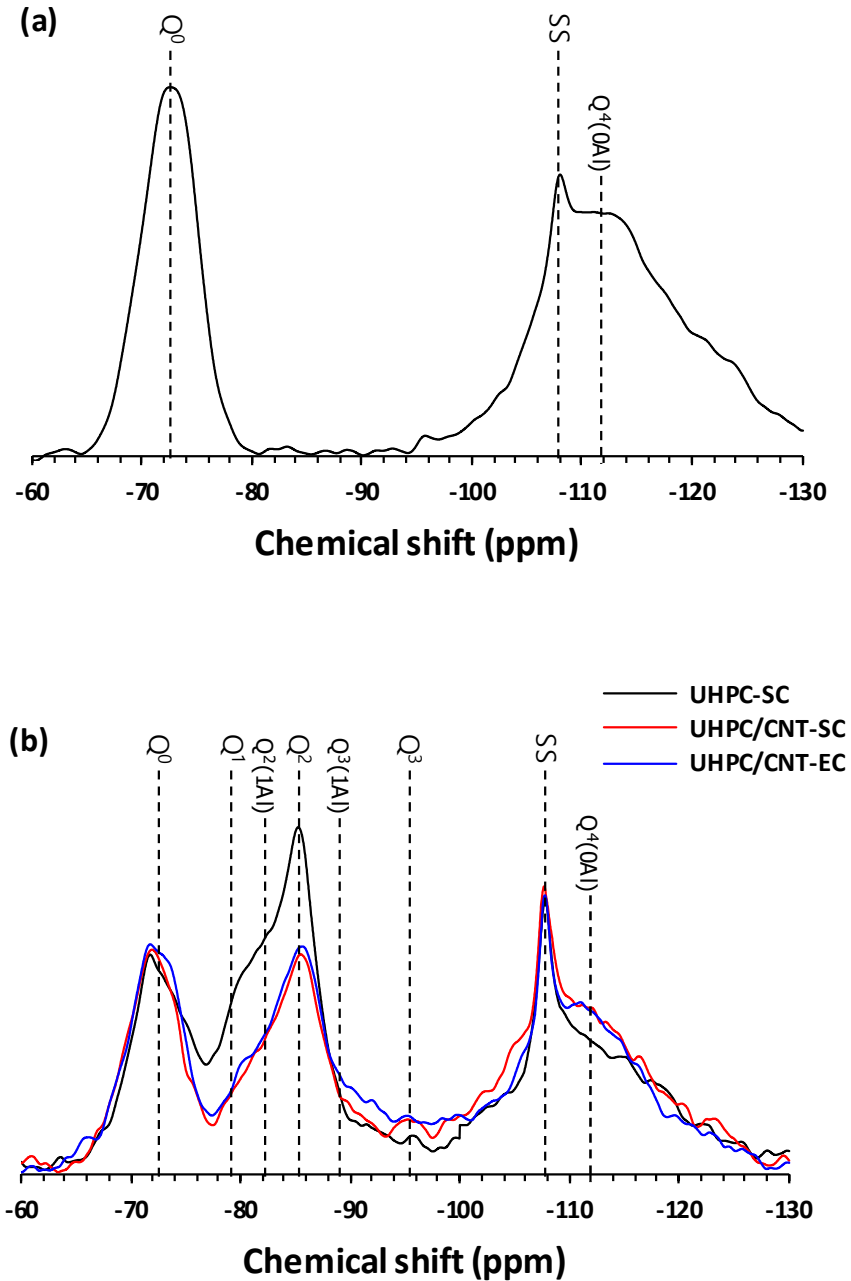 (a)
Q⁰
SS
Q⁴(0Al)
-60 -70 -80 -90 -100 -110 -120 -130
Chemical shift (ppm)
UHPC-SC
UHPC/CNT-SC
UHPC/CNT-EC
(b)
Q⁰
Q¹
Q²(1Al)
Q²
Q³(1Al)
Q³
SS
Q⁴(0Al)
-60 -70 -80 -90 -100 -110 -120 -130
Chemical shift (ppm)